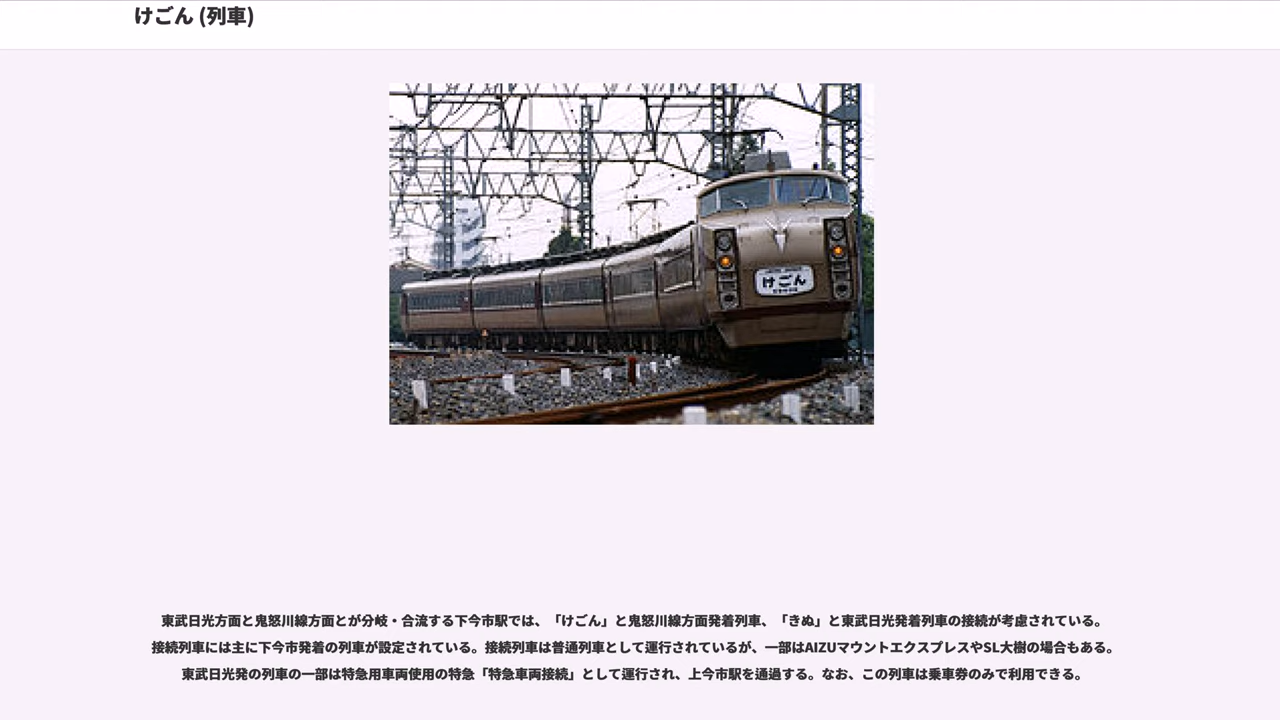 けごん (列車)
けごん
東武日光方面と鬼怒川線方面とが分岐・合流する下今市駅では、「けごん」と鬼怒川線方面発着列車、「きぬ」と東武日光発着列車の接続が考慮されている。
接続列車には主に下今市発着の列車が設定されている。接続列車は普通列車として運行されているが、一部はAIZUマウントエクスプレスやSL大樹の場合もある。
東武日光発の列車の一部は特急用車両使用の特急「特急車両接続」として運行され、上今市駅を通過する。なお、この列車は乗車券のみで利用できる。